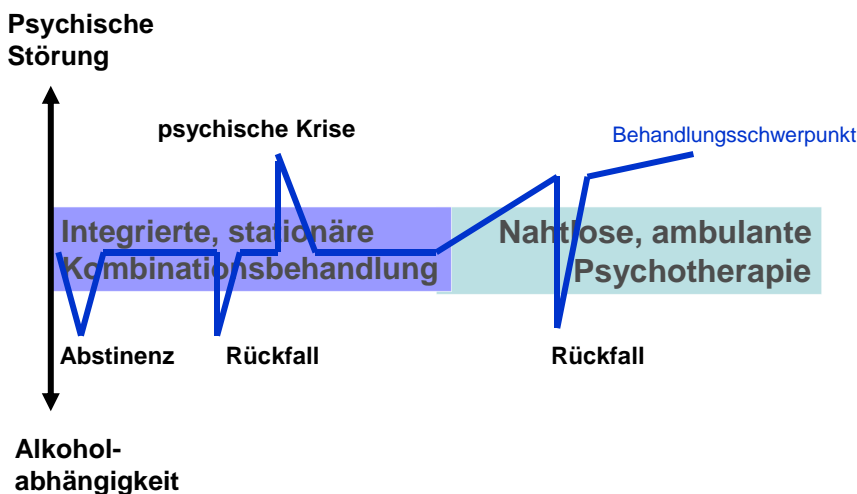 Psychische
Störung
psychische Krise
Behandlungsschwerpunkt
Integrierte, stationäre
Kombinationsbehandlung
Nahtlose, ambulante
Psychotherapie
Abstinenz
Rückfall
Rückfall
Alkohol-
abhängigkeit